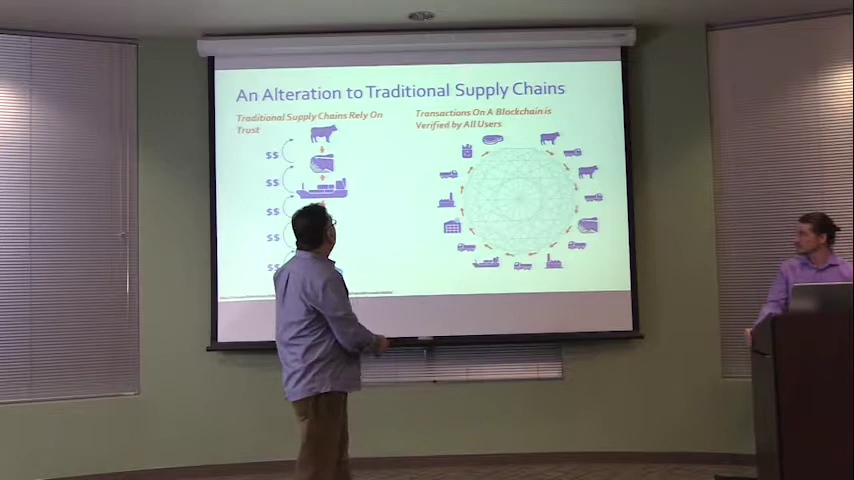 An Alteration to Traditional Supply Chains
Traditional Supply Chains Rely On
Trust
Transactions On A Blockchain is
Verified by All Users
$$
$$
$$
$$
$$